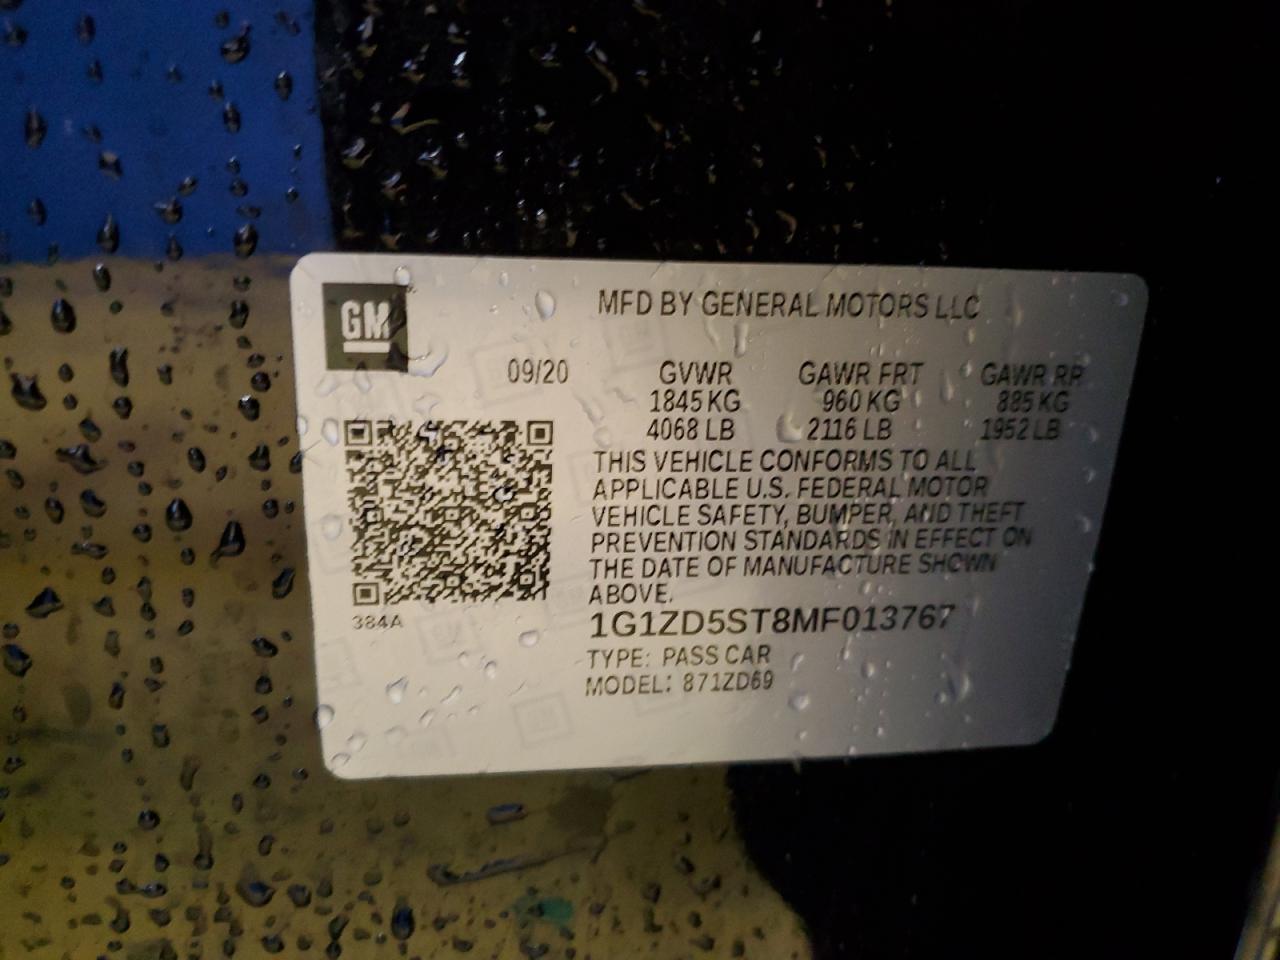 GM
MFD BY GENERAL MOTORS LLC
09/20 GVWR GAWR FRT GAWR RR
1845 KG 960 KG 885 KG
4068 LB 2116 LB 1952 LB
THIS VEHICLE CONFORMS TO ALL
APPLICABLE U.S. FEDERAL MOTOR
VEHICLE SAFETY, BUMPER, AND THEFT
PREVENTION STANDARDS IN EFFECT ON
THE DATE OF MANUFACTURE SHOWN
ABOVE.
384A
1G1ZD5ST8MF013767
TYPE: PASS CAR
MODEL: 871ZD69